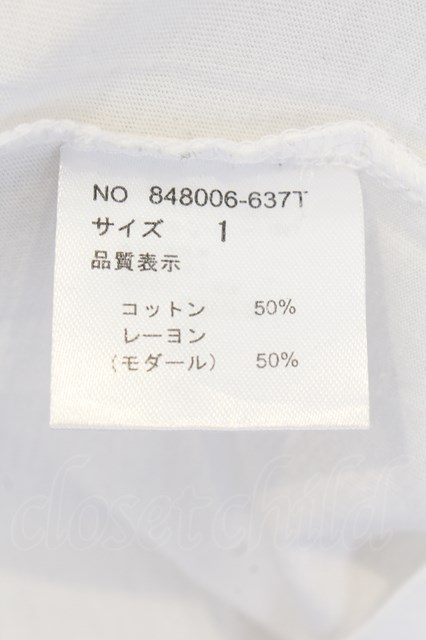 NO 848006-637T
サイズ 1
品質表示
コットン 50%
レーヨン
(モダール) 50%
closet child